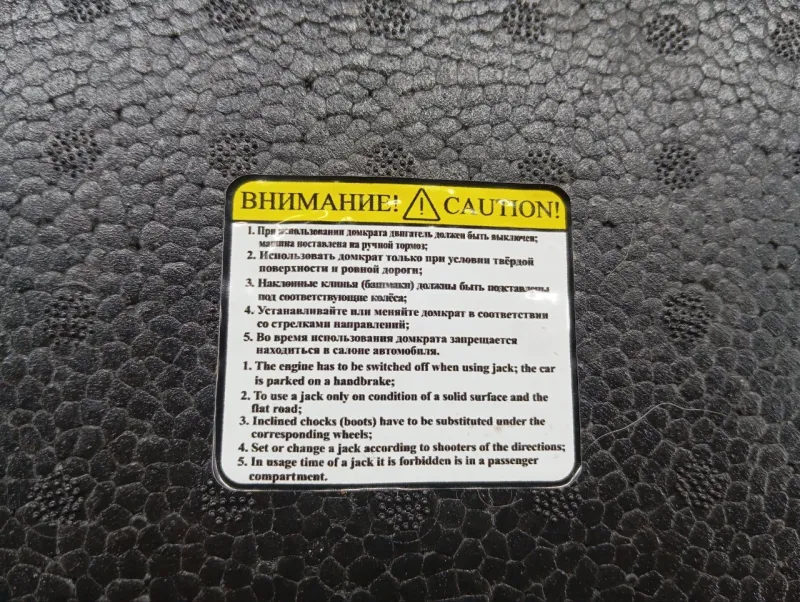 ВНИМАНИЕ! CAUTION!
1. При использовании домкрата двигатель должен быть выключен;
машина поставлена на ручной тормоз;
2. Использовать домкрат только при условии твёрдой
поверхности и ровной дороги;
3. Наклонные клинья (башмаки) должны быть подставлены
под соответствующие колёса;
4. Устанавливайте или меняйте домкрат в соответствии
со стрелками направлений;
5. Во время использования домкрата запрещается
находиться в салоне автомобиля.
1. The engine has to be switched off when using jack; the car
is parked on a handbrake;
2. To use a jack only on condition of a solid surface and the
flat road;
3. Inclined chocks (boots) have to be substituted under the
corresponding wheels;
4. Set or change a jack according to shooters of the directions;
5. In usage time of a jack it is forbidden is in a passenger
compartment.